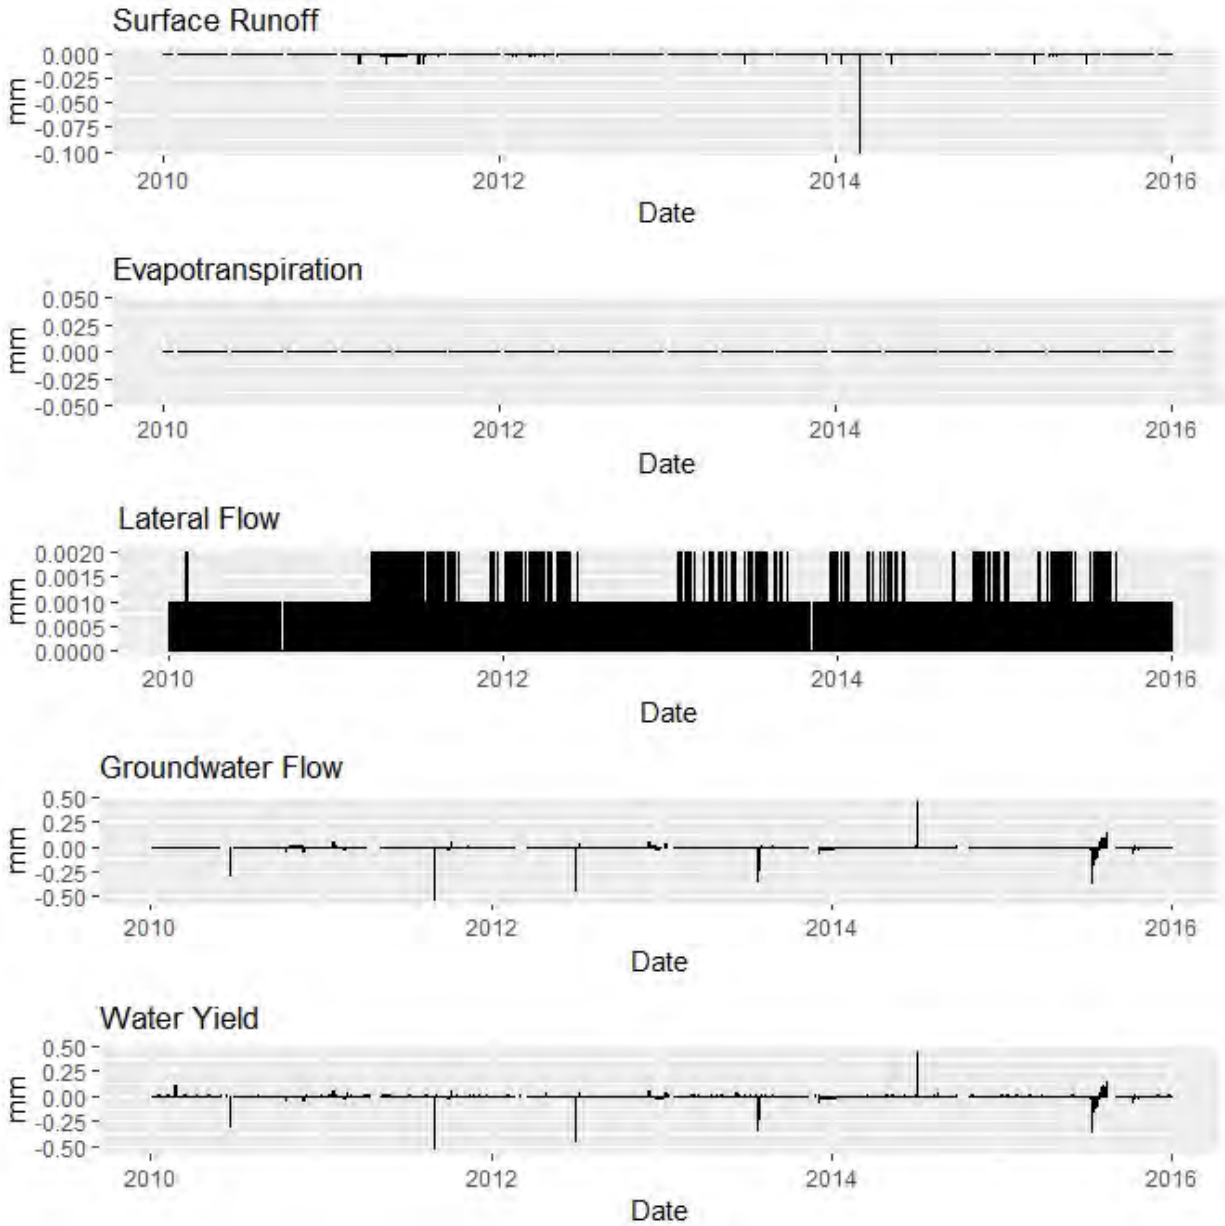 Surface Runoff
0.000
-0.025
-0.050
-0.075
-0.100
mm
2010 2012 2014 2016
Date
Evapotranspiration
0.050
0.025
0.000
-0.025
-0.050
mm
2010 2012 2014 2016
Date
Lateral Flow
0.0020
0.0015
0.0010
0.0005
0.0000
mm
2010 2012 2014 2016
Date
Groundwater Flow
0.50
0.25
0.00
-0.25
-0.50
mm
2010 2012 2014 2016
Date
Water Yield
0.50
0.25
0.00
-0.25
-0.50
mm
2010 2012 2014 2016
Date